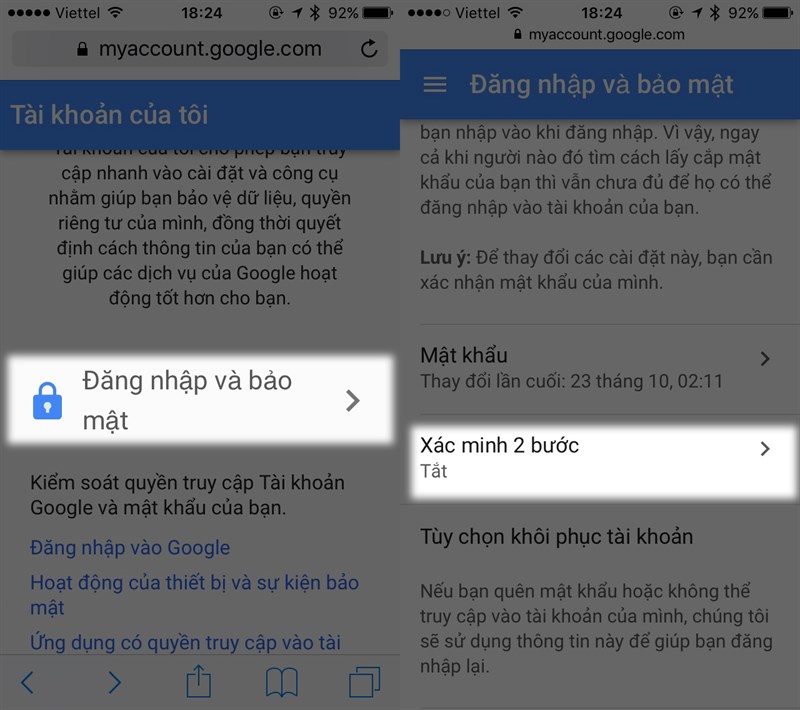 Viettel 18:24 92%
myaccount.google.com
Tài khoản của tôi
Tài khoản của tôi cho phép bạn truy
cập nhanh vào cài đặt và công cụ
nhằm giúp bạn bảo vệ dữ liệu, quyền
riêng tư của mình, đồng thời quyết
định cách thông tin của bạn có thể
giúp các dịch vụ của Google hoạt
động tốt hơn cho bạn.
Đăng nhập và bảo
mật
Kiểm soát quyền truy cập Tài khoản
Google và mật khẩu của bạn.
Đăng nhập vào Google
Hoạt động của thiết bị và sự kiện bảo
mật
Ứng dụng có quyền truy cập vào tài
Viettel 18:24 92%
myaccount.google.com
Đăng nhập và bảo mật
bạn nhập vào khi đăng nhập. Vì vậy, ngay
cả khi người nào đó tìm cách lấy cắp mật
khẩu của bạn thì vẫn chưa đủ để họ có thể
đăng nhập vào tài khoản của bạn.
Lưu ý: Để thay đổi các cài đặt này, bạn cần
xác nhận mật khẩu của mình.
Mật khẩu
Thay đổi lần cuối: 23 tháng 10, 02:11
Xác minh 2 bước
Tắt
Tùy chọn khôi phục tài khoản
Nếu bạn quên mật khẩu hoặc không thể
truy cập vào tài khoản của mình, chúng tôi
sẽ sử dụng thông tin này để giúp bạn đăng
nhập lại.